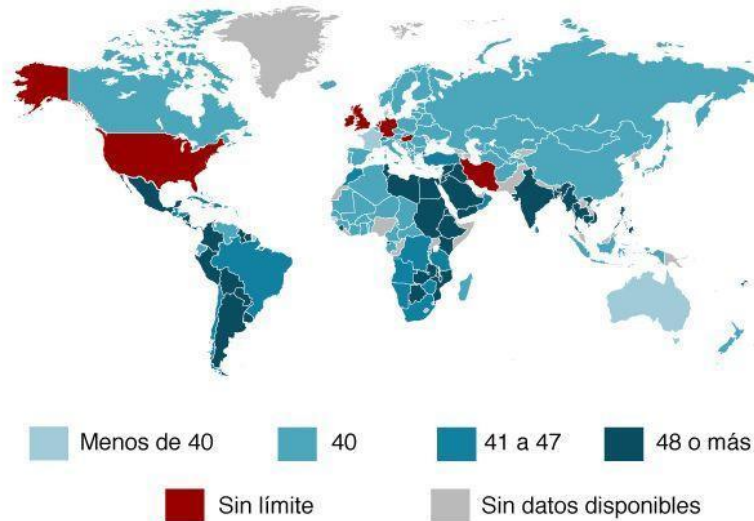 Menos de 40
40
41 a 47
48 o más
Sin límite
Sin datos disponibles